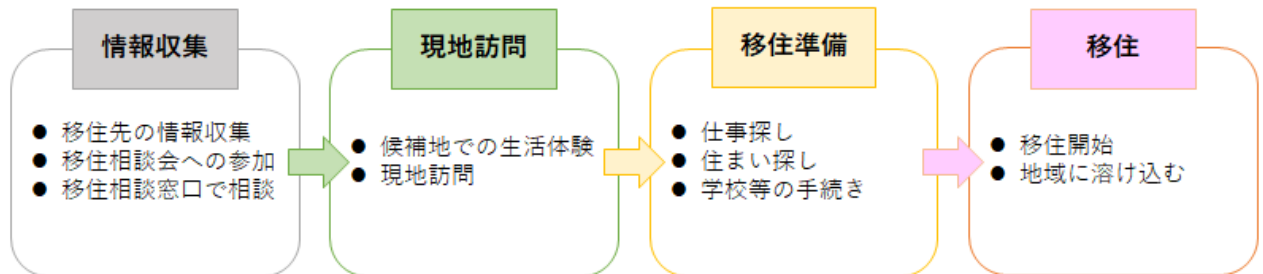 情報収集
● 移住先の情報収集
● 移住相談会への参加
● 移住相談窓口で相談
現地訪問
● 候補地での生活体験
● 現地訪問
移住準備
● 仕事探し
● 住まい探し
● 学校等の手続き
移住
● 移住開始
● 地域に溶け込む